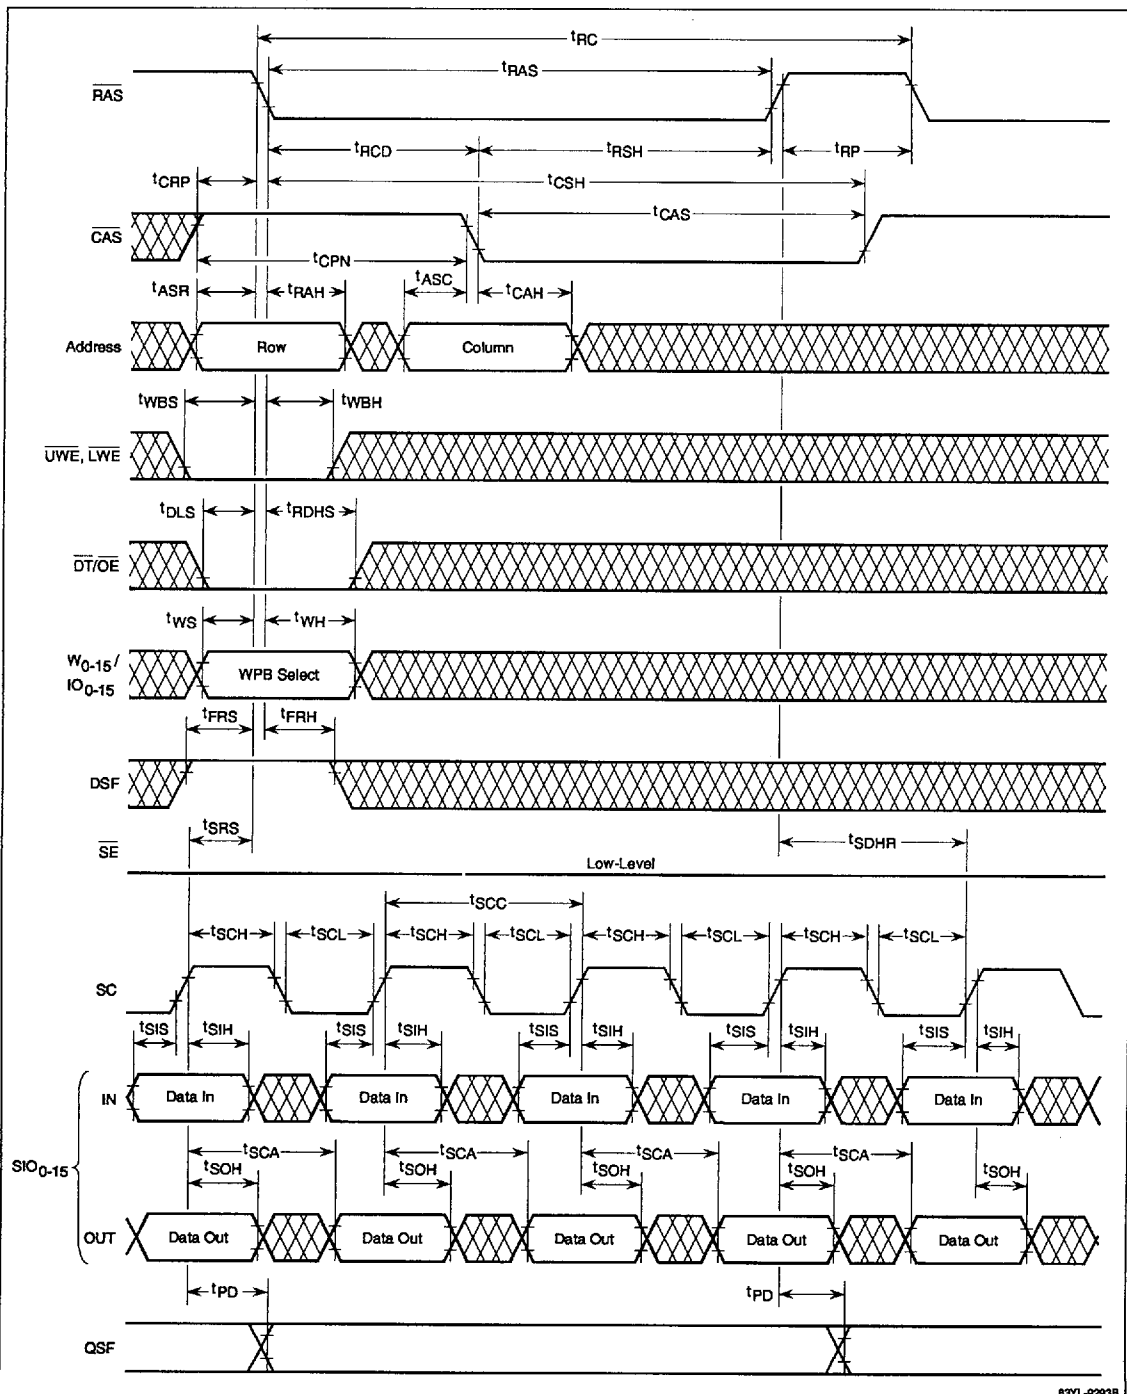 tRC
tRAS
RAS
tRCD
tRSH
tRP
tCRP
tCSH
tCAS
CAS
tCPN
tASR
tRAH
tASC
tCAH
Address
Row
Column
tWBS
tWBH
UWE, LWE
tDLS
tRDHS
DT/OE
tWS
tWH
W0-15/
IO0-15
WPB Select
tFRS
tFRH
DSF
tSRS
tSDHR
SE
Low-Level
tSCC
tSCH
tSCL
tSCH
tSCL
tSCH
tSCL
tSCH
tSCL
SC
tSIS
tSIH
tSIS
tSIH
tSIS
tSIH
tSIS
tSIH
tSIS
tSIH
IN
Data In
Data In
Data In
Data In
Data In
SIO0-15
tSCA
tSCA
tSCA
tSCA
tSOH
tSOH
tSOH
tSOH
tSOH
OUT
Data Out
Data Out
Data Out
Data Out
Data Out
tPD
tPD
QSF
83YL-9293B